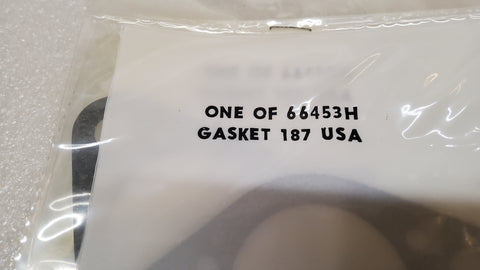 ONE OF 66453H
GASKET 187 USA